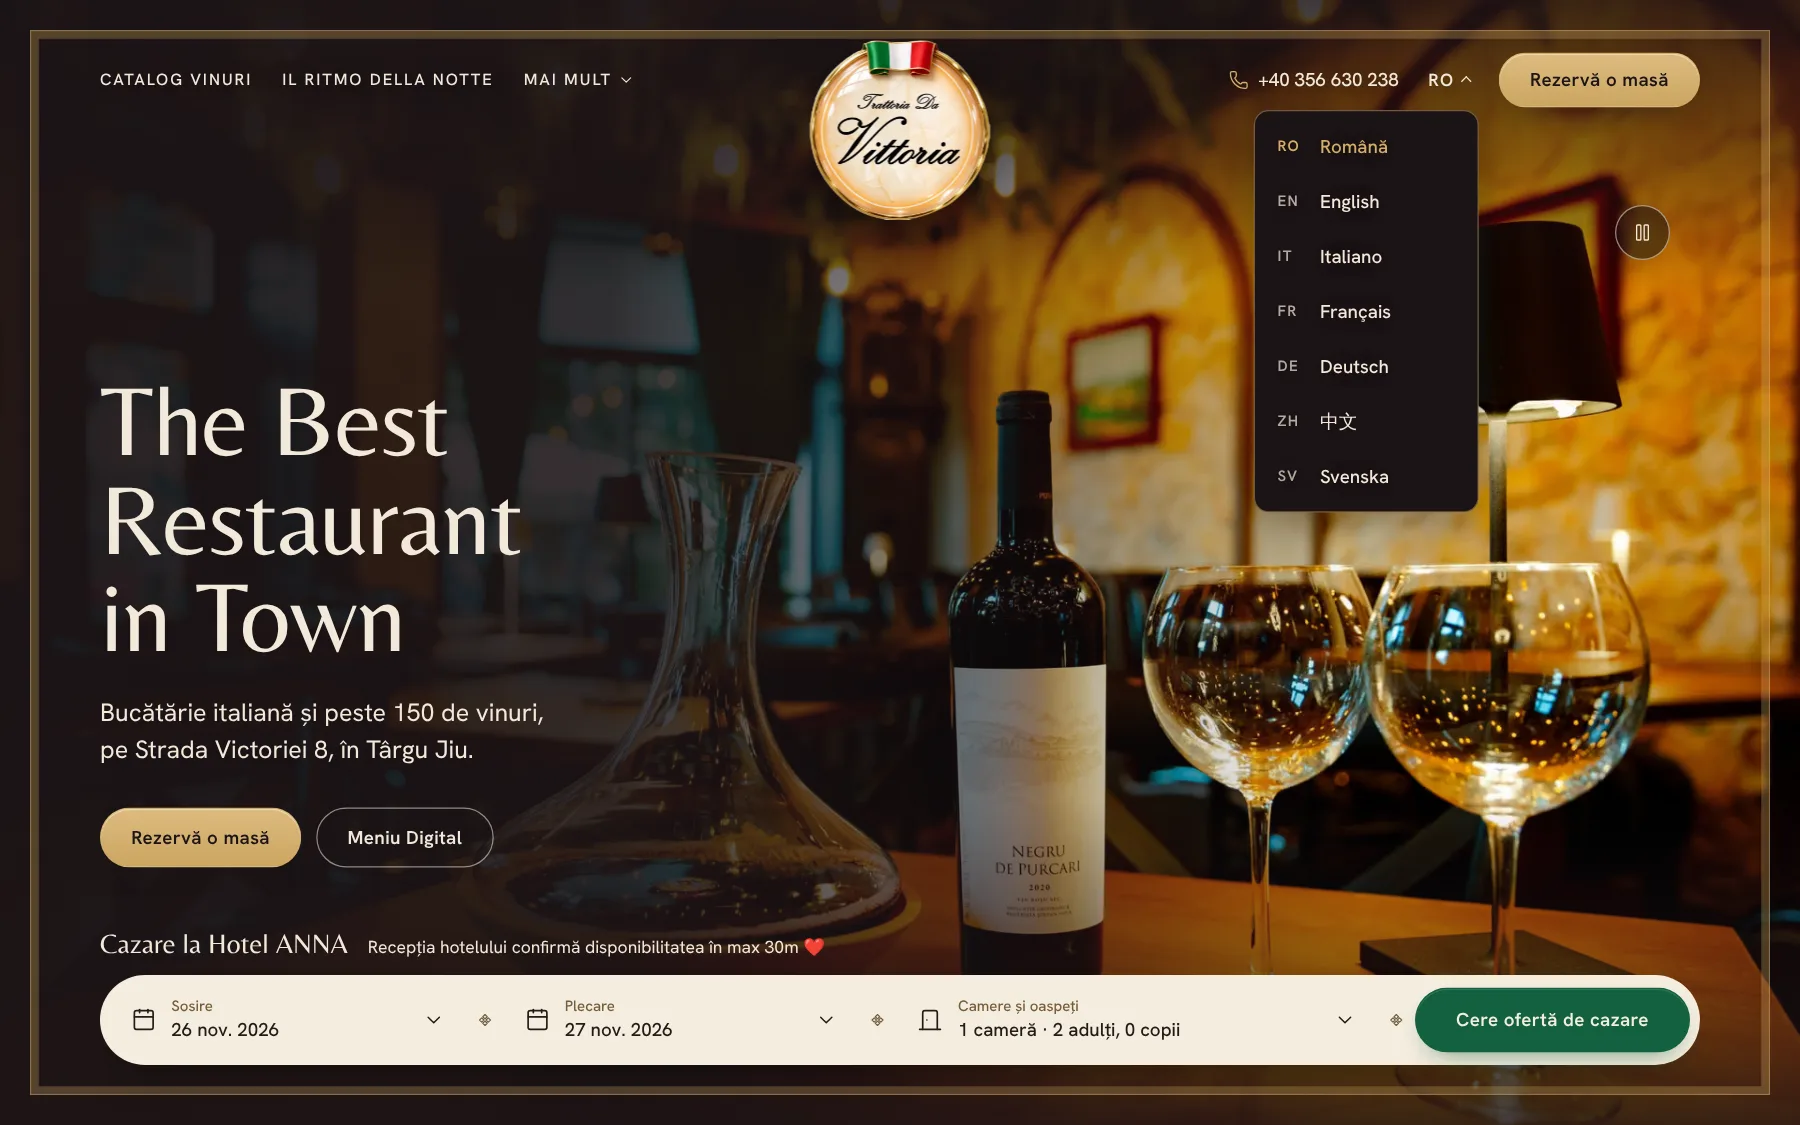 CATALOG VINURI
IL RITMO DELLA NOTTE
MAI MULT
Trattoria Da
Vittoria
+40 356 630 238
RO
Rezervă o masă
RO Română
EN English
IT Italiano
FR Français
DE Deutsch
ZH 中文
SV Svenska
The Best
Restaurant
in Town
Bucătărie italiană și peste 150 de vinuri,
pe Strada Victoriei 8, în Târgu Jiu.
Rezervă o masă
Meniu Digital
NEGRU
DE PURCARI
2020
Cazare la Hotel ANNA
Recepția hotelului confirmă disponibilitatea în max 30m ❤️
Sosire
26 nov. 2026
Plecare
27 nov. 2026
Camere și oaspeți
1 cameră · 2 adulți, 0 copii
Cere ofertă de cazare